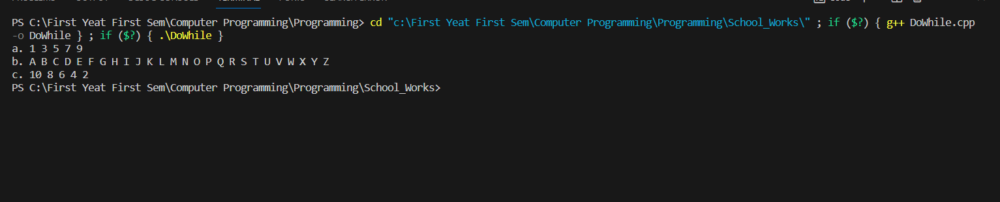 TERMINAL
PS C:\First Yeat First Sem\Computer Programming\Programming> cd "c:\First Yeat First Sem\Computer Programming\Programming\School_Works\" ; if ($?) { g++ DoWhile.cpp
-o DoWhile } ; if ($?) { .\DoWhile }
a. 1 3 5 7 9
b. A B C D E F G H I J K L M N O P Q R S T U V W X Y Z
c. 10 8 6 4 2
PS C:\First Yeat First Sem\Computer Programming\Programming\School_Works>